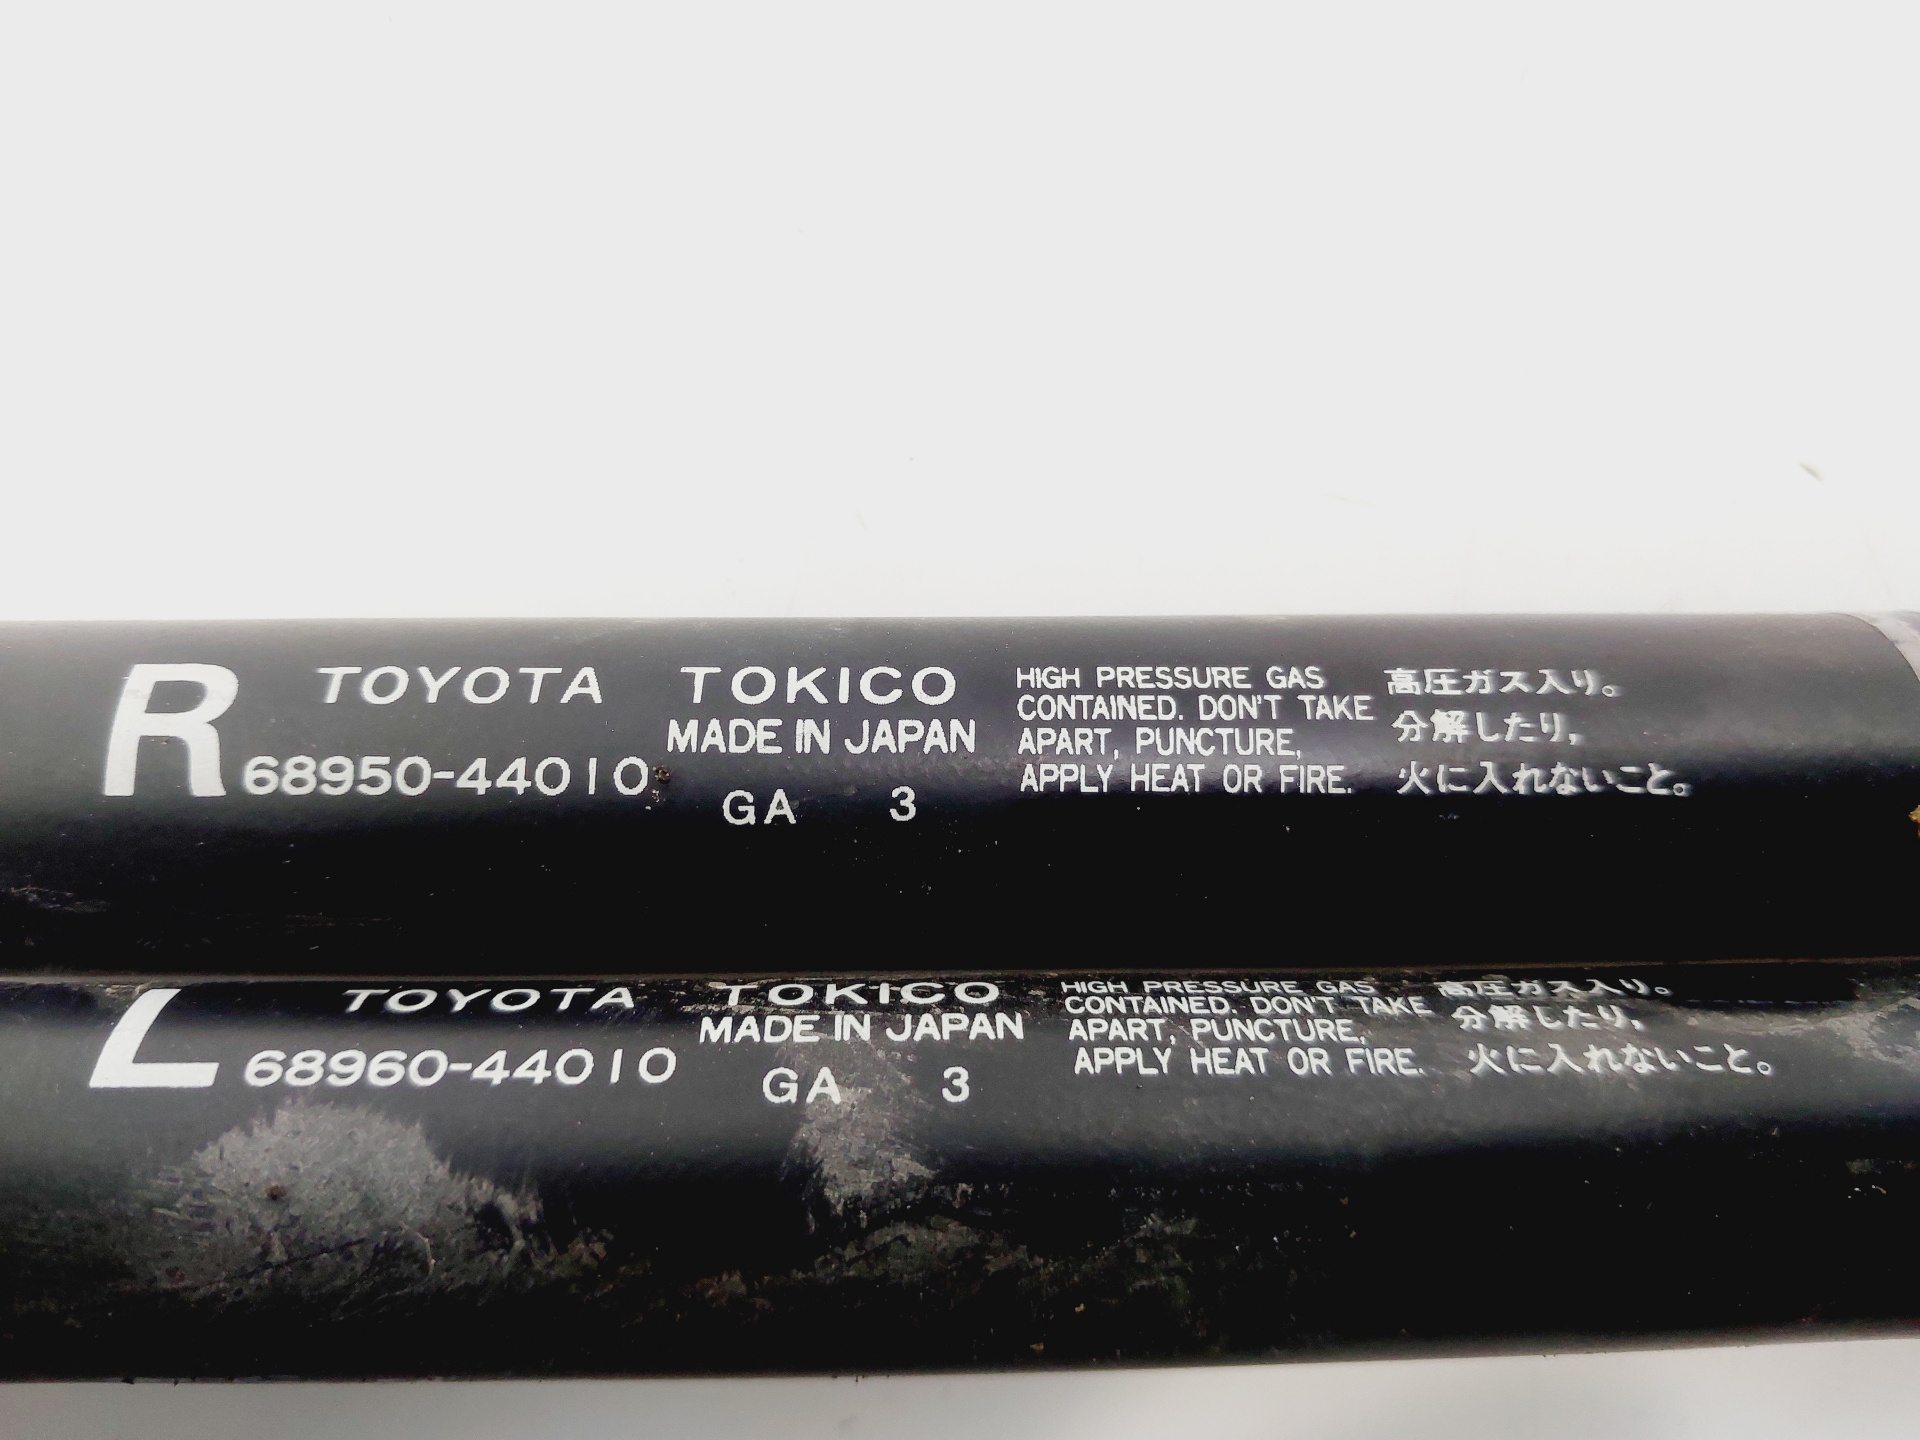 R
TOYOTA
68950-44010
TOKICO
MADE IN JAPAN
GA 3
HIGH PRESSURE GAS
CONTAINED. DON'T TAKE
APART, PUNCTURE,
APPLY HEAT OR FIRE.
高圧ガス入り。
分解したり,
火に入れないこと。
L
TOYOTA
68960-44010
TOKICO
MADE IN JAPAN
GA 3
HIGH PRESSURE GAS
CONTAINED. DON'T TAKE
APART, PUNCTURE,
APPLY HEAT OR FIRE.
高圧ガス入り。
分解したり,
火に入れないこと。